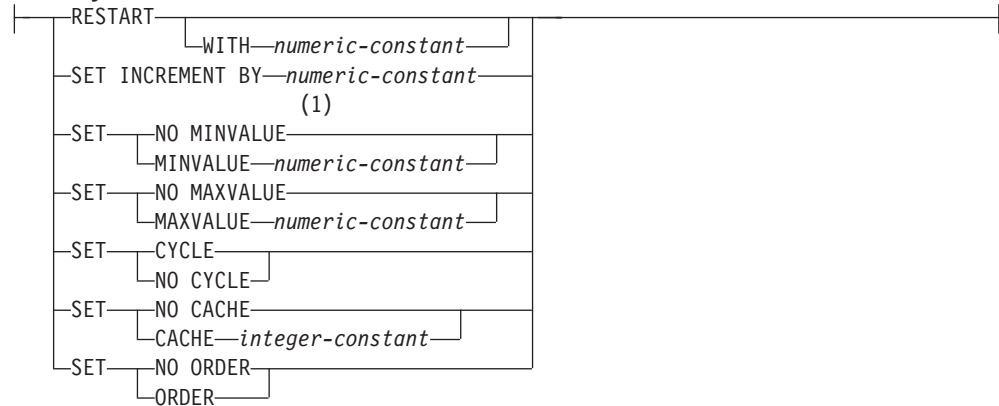 RESTART
WITH numeric-constant
SET INCREMENT BY numeric-constant
(1)
SET NO MINVALUE
MINVALUE numeric-constant
SET NO MAXVALUE
MAXVALUE numeric-constant
SET CYCLE
NO CYCLE
SET NO CACHE
CACHE integer-constant
SET NO ORDER
ORDER